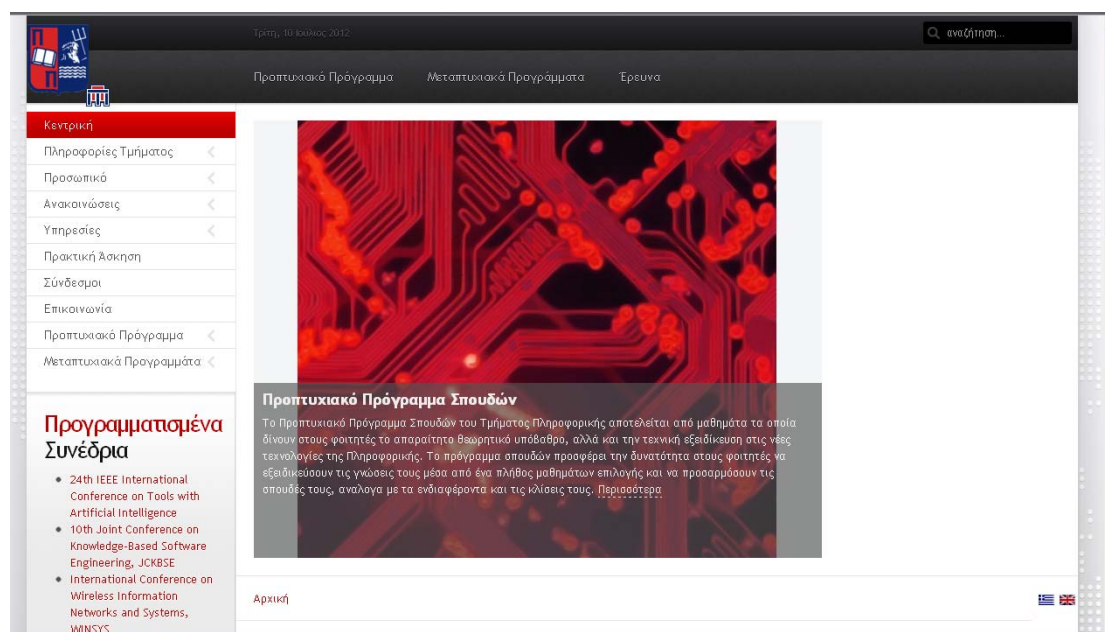 Τρίτη, 10 Ιουλιος 2012
αναζήτηση...
Προπτυχιακό Πρόγραμμα
Μεταπτυχιακά Προγράμματα
Έρευνα
Κεντρική
Πληροφορίες Τμήματος
Προσωπικό
Ανακοινώσεις
Υπηρεσίες
Πρακτική Άσκηση
Σύνδεσμοι
Επικοινωνία
Προπτυχιακό Πρόγραμμα
Μεταπτυχιακά Προγραμμάτα
Προπτυχιακό Πρόγραμμα Σπουδών
Το Προπτυχιακό Πρόγραμμα Σπουδών του Τμήματος Πληροφορικής αποτελείται από μαθημάτα τα οποία
δίνουν στους φοιτητές το απαραίτητο θεωρητικό υπόβαθρο, αλλά και την τεχνική εξειδίκευση στις νέες
τεχνολογίες της Πληροφορικής. Το πρόγραμμα σπουδών προσφέρει την δυνατότητα στους φοιτητές να
εξειδικεύσουν τις γνώσεις τους μέσα από ένα πλήθος μαθημάτων επιλογής και να προσαρμόσουν τις
σπουδές τους, αναλογα με τα ενδιαφέροντα και τις κλίσεις τους. Περισσότερα
Προγραμματισμένα
Συνέδρια
24th IEEE International
Conference on Tools with
Artificial Intelligence
10th Joint Conference on
Knowledge-Based Software
Engineering, JCKBSE
International Conference on
Wireless Information
Networks and Systems,
WINSYS
Αρχική